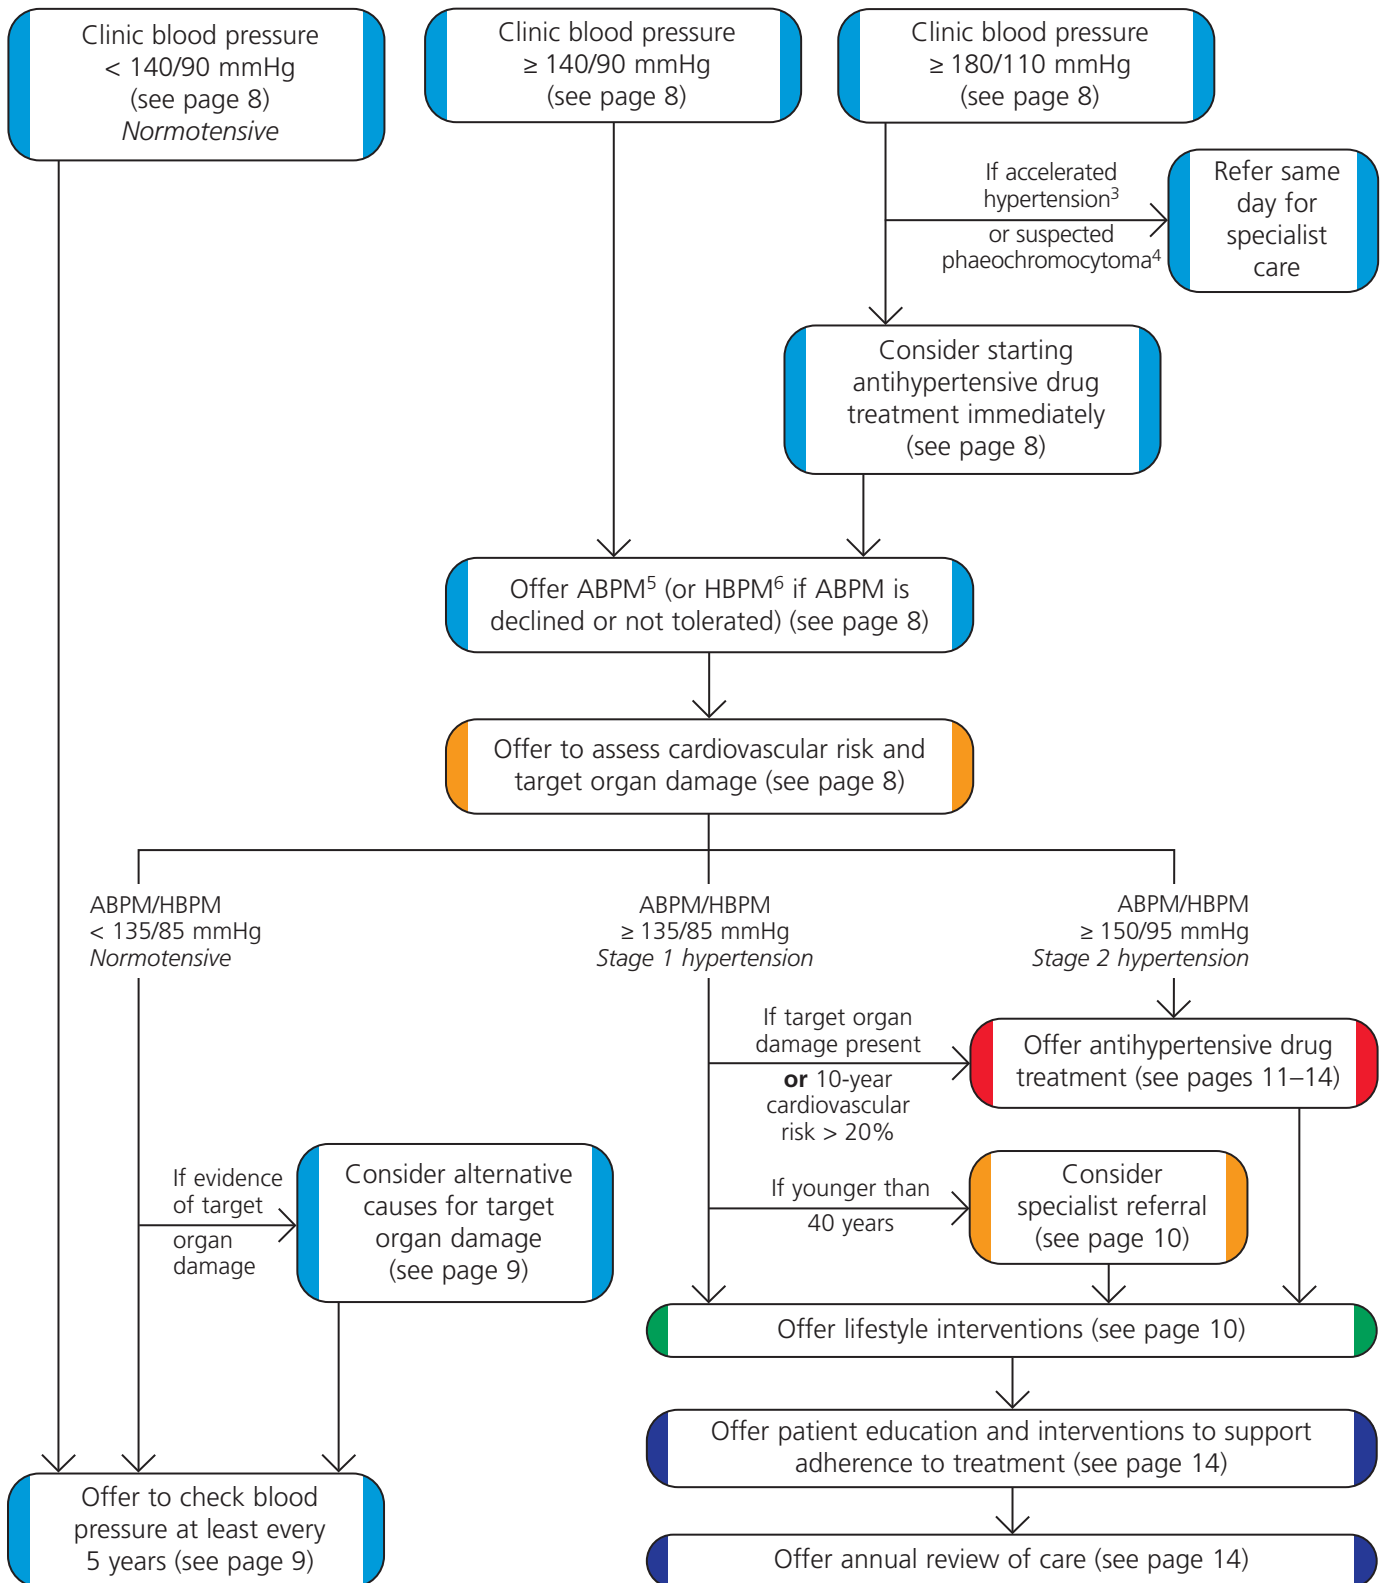 Clinic blood pressure
< 140/90 mmHg
(see page 8)
Normotensive
Clinic blood pressure
≥ 140/90 mmHg
(see page 8)
Clinic blood pressure
≥ 180/110 mmHg
(see page 8)
If accelerated
hypertension³
or suspected
phaeochromocytoma⁴
Refer same
day for
specialist
care
Consider starting
antihypertensive drug
treatment immediately
(see page 8)
Offer ABPM⁵ (or HBPM⁶ if ABPM is
declined or not tolerated) (see page 8)
Offer to assess cardiovascular risk and
target organ damage (see page 8)
ABPM/HBPM
< 135/85 mmHg
Normotensive
ABPM/HBPM
≥ 135/85 mmHg
Stage 1 hypertension
ABPM/HBPM
≥ 150/95 mmHg
Stage 2 hypertension
If target organ
damage present
or 10-year
cardiovascular
risk > 20%
Offer antihypertensive drug
treatment (see pages 11–14)
If evidence
of target
organ
damage
Consider alternative
causes for target
organ damage
(see page 9)
If younger than
40 years
Consider
specialist referral
(see page 10)
Offer lifestyle interventions (see page 10)
Offer patient education and interventions to support
adherence to treatment (see page 14)
Offer to check blood
pressure at least every
5 years (see page 9)
Offer annual review of care (see page 14)